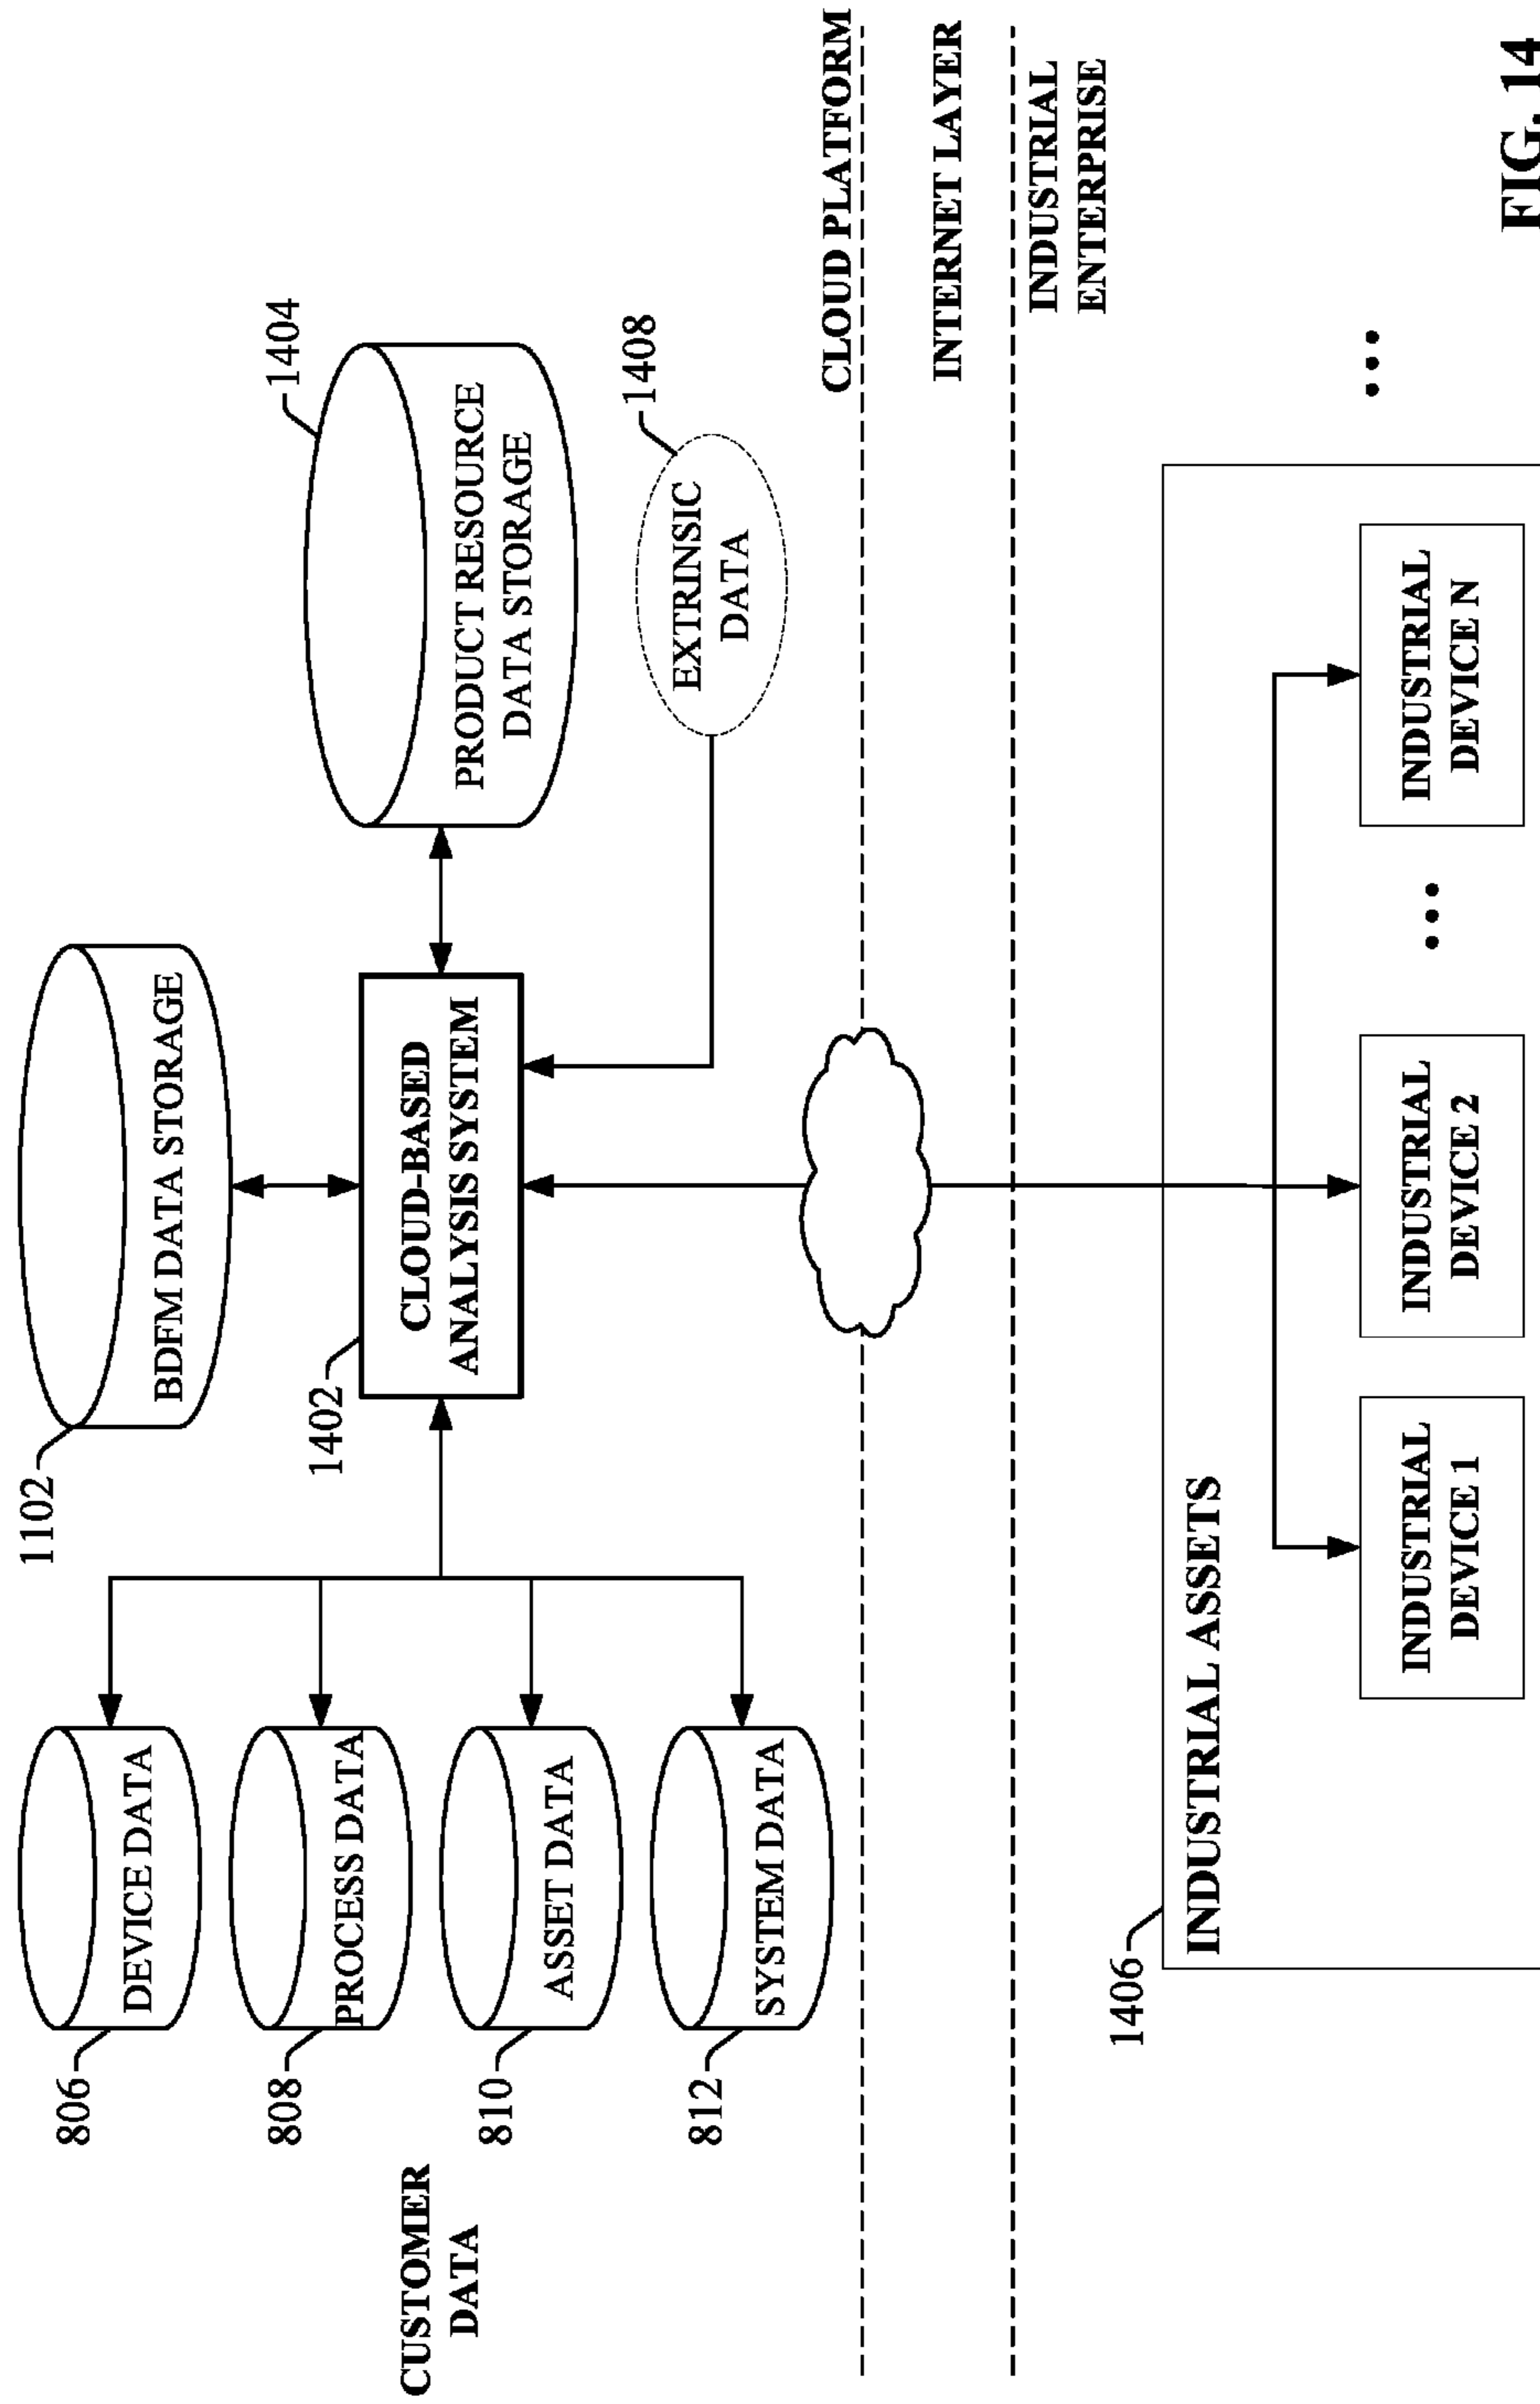 1102
BDFM DATA STORAGE
806
DEVICE DATA
808
PROCESS DATA
810
ASSET DATA
812
SYSTEM DATA
CUSTOMER
DATA
1402
CLOUD-BASED
ANALYSIS SYSTEM
1404
PRODUCT RESOURCE
DATA STORAGE
1408
EXTRINSIC
DATA
CLOUD PLATFORM
INTERNET LAYER
INDUSTRIAL
ENTERPRISE
1406
INDUSTRIAL ASSETS
INDUSTRIAL
DEVICE 1
INDUSTRIAL
DEVICE 2
...
INDUSTRIAL
DEVICE N
...
FIG. 14